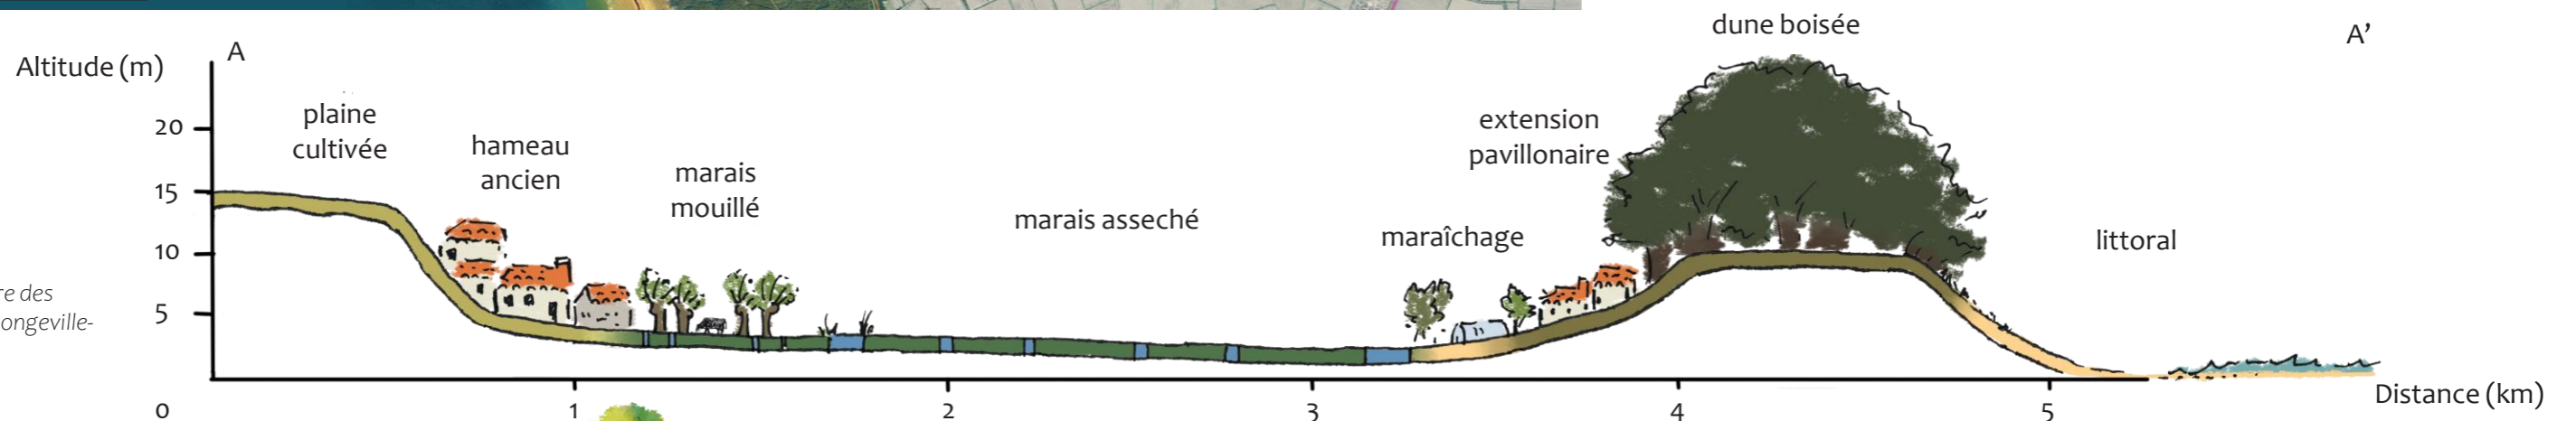 dune boisée
A
A’
Altitude (m)
plaine
cultivée
extension
pavillonaire
20
hameau
ancien
marais
mouillé
15
marais asseché
maraîchage
littoral
10
re des
ongeville-
5
Distance (km)
0
1
2
3
4
5